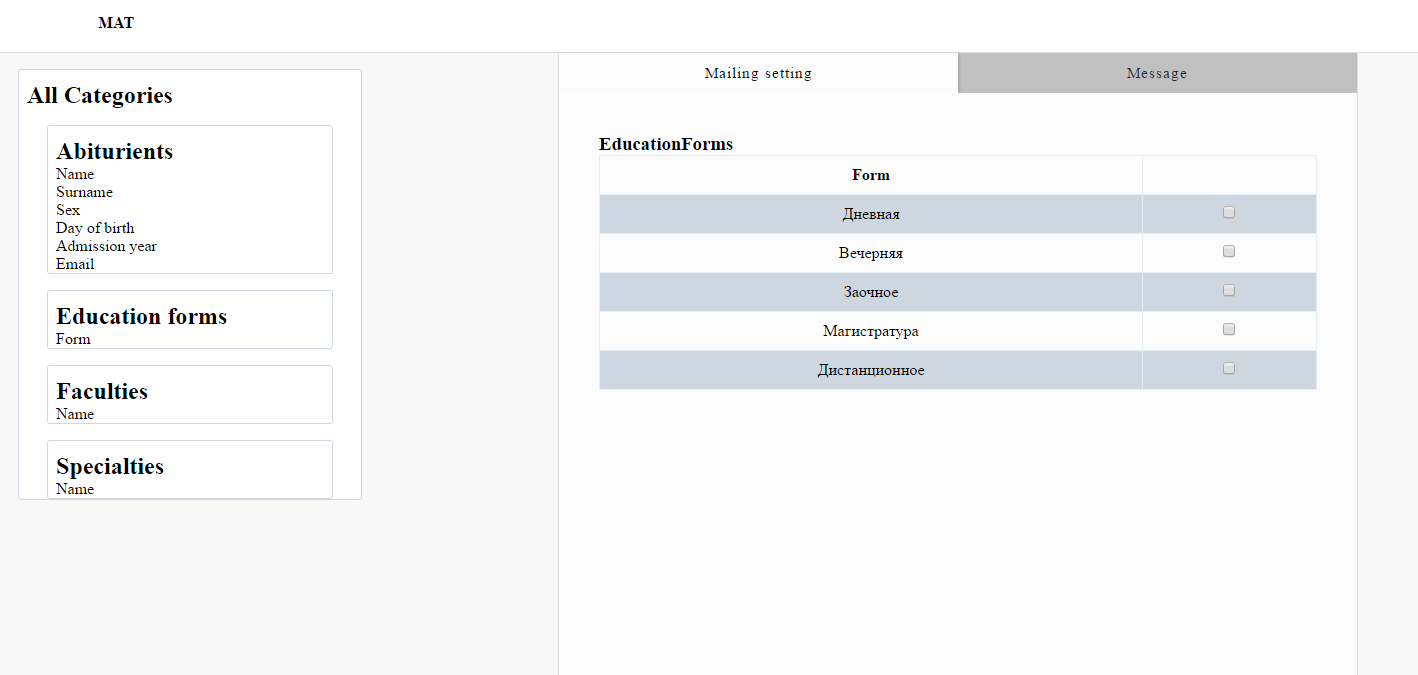 MAT
All Categories
Abiturients
Name
Surname
Sex
Day of birth
Admission year
Email
Education forms
Form
Faculties
Name
Specialties
Name
Mailing setting
Message
EducationForms
Form
Дневная
Вечерняя
Заочное
Магистратура
Дистанционное